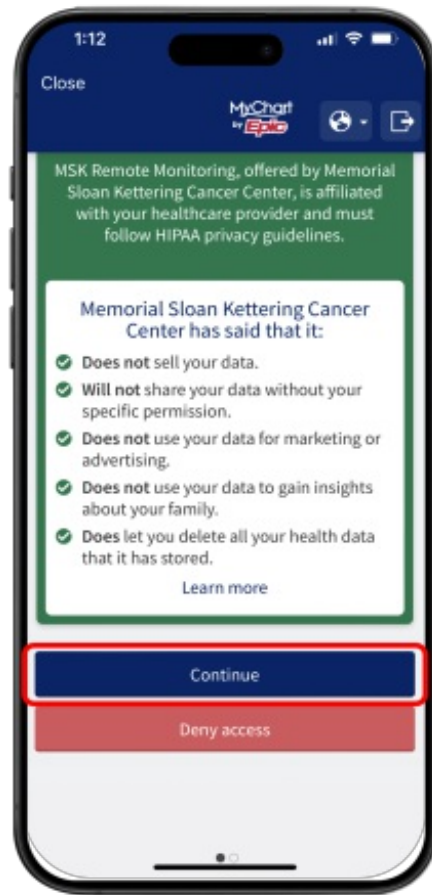 1:12
Close
MyChart
by Epic
MSK Remote Monitoring, offered by Memorial
Sloan Kettering Cancer Center, is affiliated
with your healthcare provider and must
follow HIPAA privacy guidelines.
Memorial Sloan Kettering Cancer
Center has said that it:
Does not sell your data.
Will not share your data without your
specific permission.
Does not use your data for marketing or
advertising.
Does not use your data to gain insights
about your family.
Does let you delete all your health data
that it has stored.
Learn more
Continue
Deny access